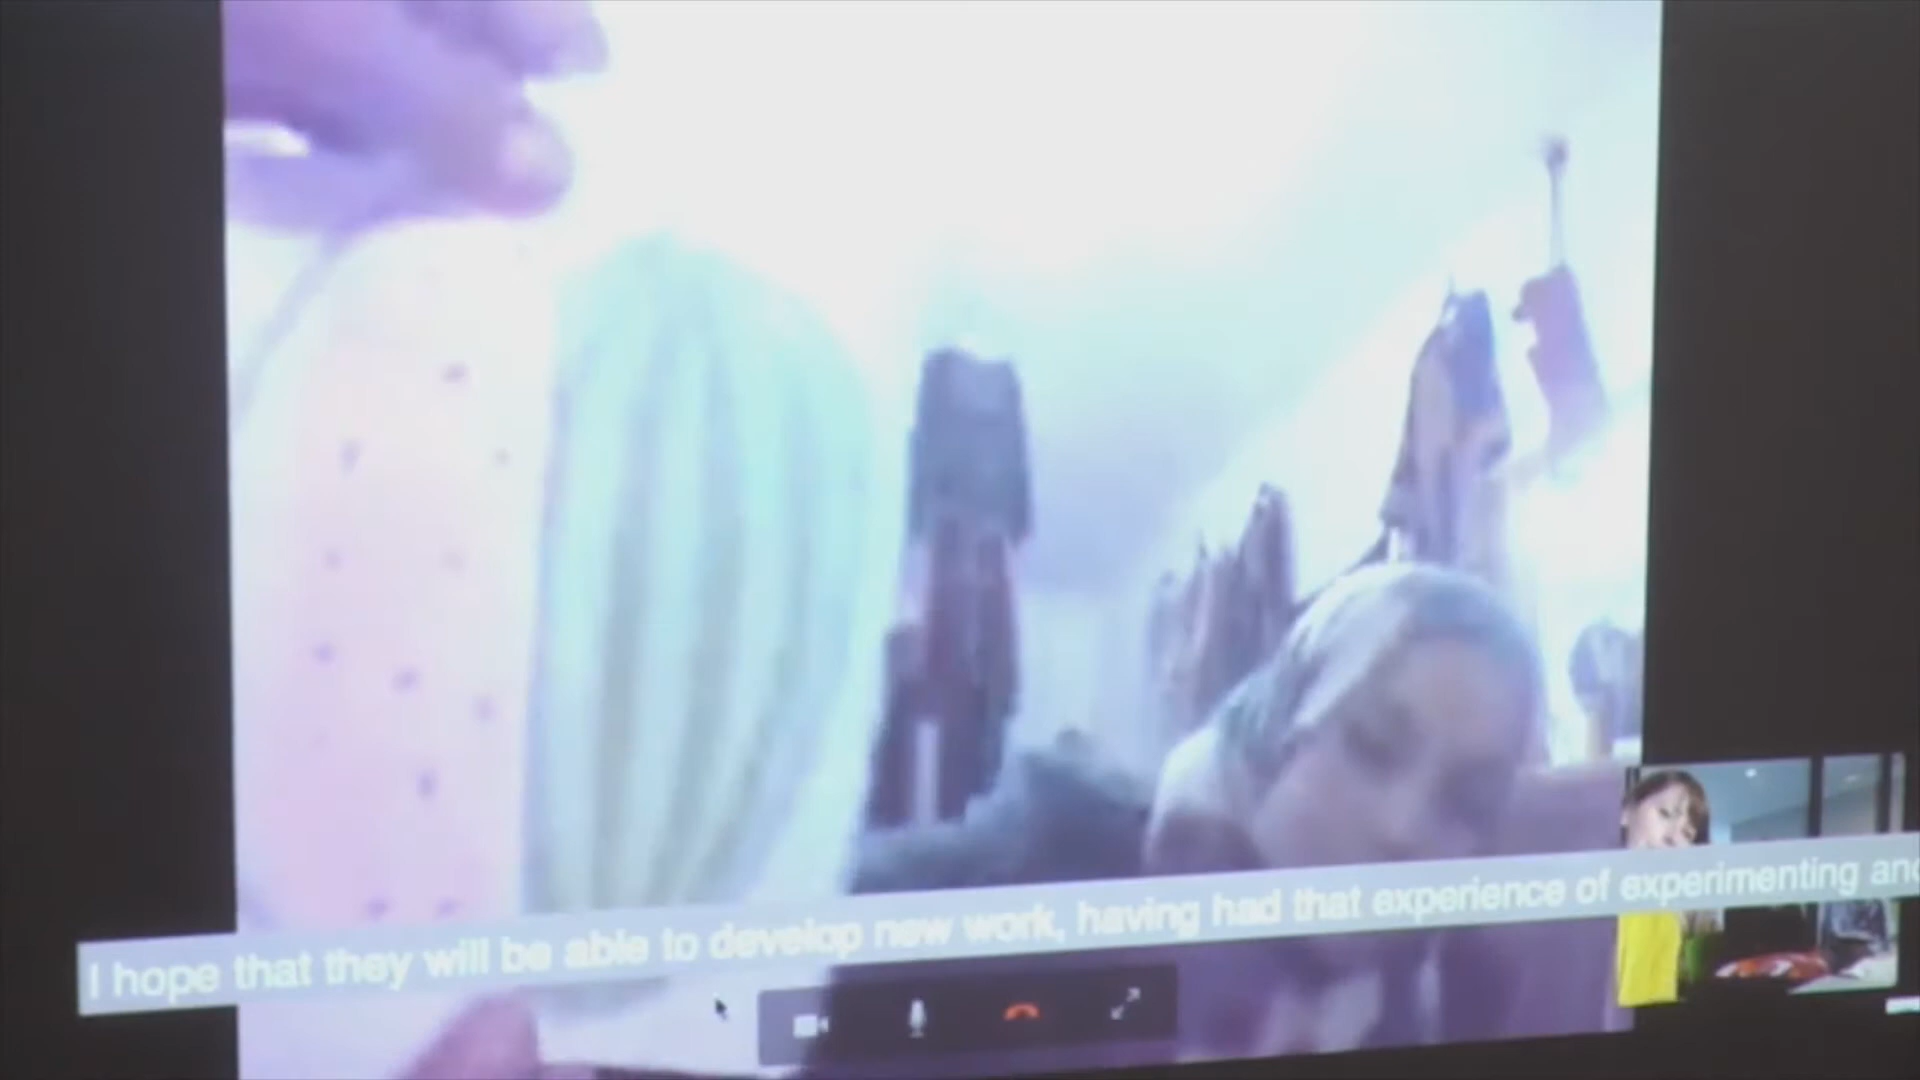 I hope that they will be able to develop new work, having had that experience of experimenting and